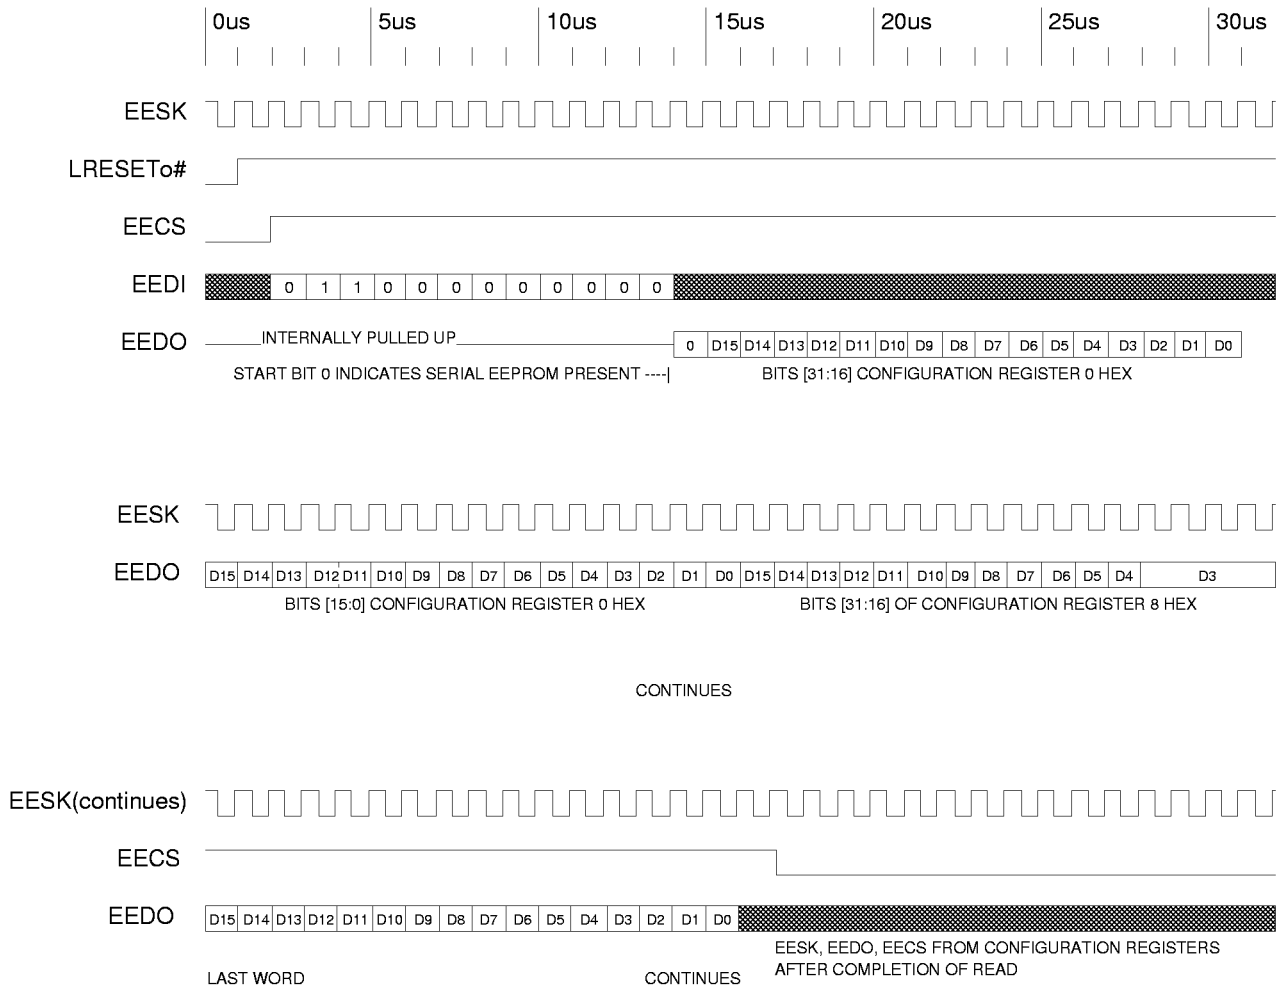 0us 5us 10us 15us 20us 25us 30us
EESK
LRESETo#
EECS
EEDI 0 1 1 0 0 0 0 0 0 0 0 0
EEDO INTERNALLY PULLED UP 0 D15 D14 D13 D12 D11 D10 D9 D8 D7 D6 D5 D4 D3 D2 D1 D0
START BIT 0 INDICATES SERIAL EEPROM PRESENT ----| BITS [31:16] CONFIGURATION REGISTER 0 HEX
EESK
EEDO D15 D14 D13 D12 D11 D10 D9 D8 D7 D6 D5 D4 D3 D2 D1 D0 D15 D14 D13 D12 D11 D10 D9 D8 D7 D6 D5 D4 D3
BITS [15:0] CONFIGURATION REGISTER 0 HEX BITS [31:16] OF CONFIGURATION REGISTER 8 HEX
CONTINUES
EESK(continues)
EECS
EEDO D15 D14 D13 D12 D11 D10 D9 D8 D7 D6 D5 D4 D3 D2 D1 D0
EESK, EEDO, EECS FROM CONFIGURATION REGISTERS
AFTER COMPLETION OF READ
LAST WORD CONTINUES